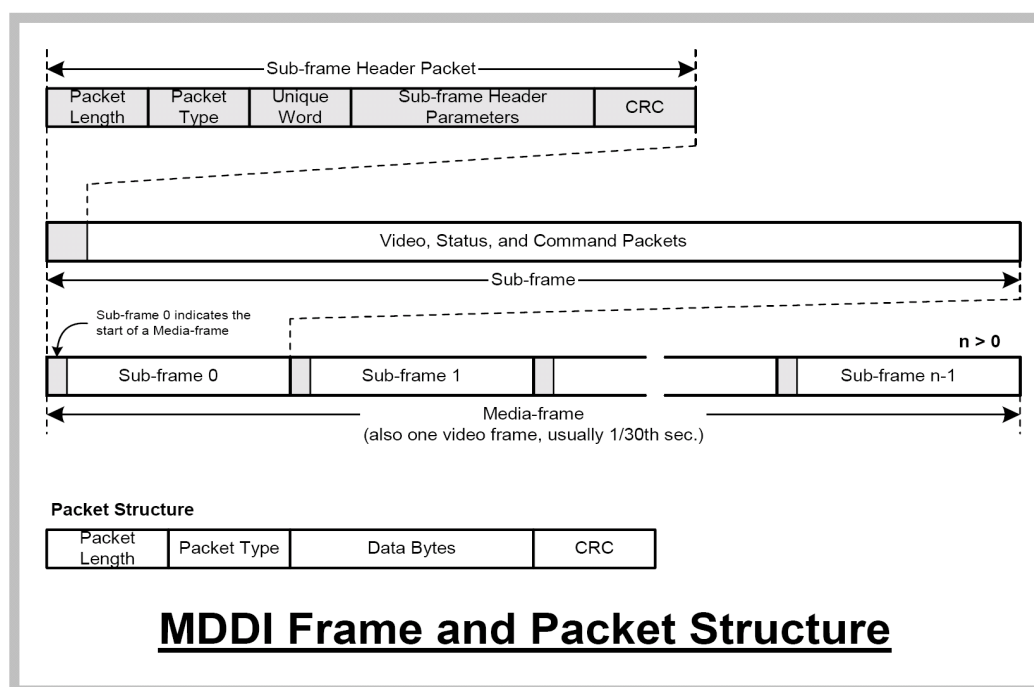 Sub-frame Header Packet
Packet Length
Packet Type
Unique Word
Sub-frame Header Parameters
CRC
Video, Status, and Command Packets
Sub-frame
Sub-frame 0 indicates the
start of a Media-frame
n > 0
Sub-frame 0
Sub-frame 1
Sub-frame n-1
Media-frame
(also one video frame, usually 1/30th sec.)
Packet Structure
Packet Length
Packet Type
Data Bytes
CRC
MDDI Frame and Packet Structure